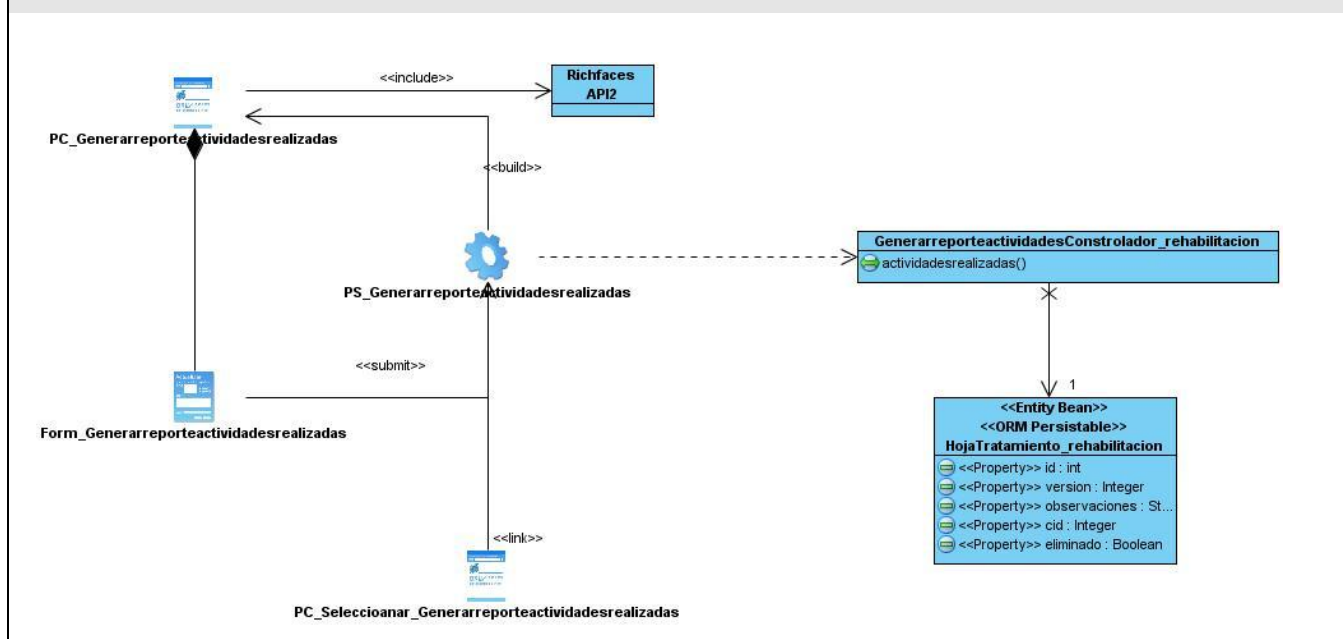 <<include>>
Richfaces
API2
PC_Generarreporteactividadesrealizadas
<<build>>
GenerarreporteactividadesConstrolador_rehabilitacion
actividadesrealizadas()
PS_Generarreporteactividadesrealizadas
<<submit>>
1
Form_Generarreporteactividadesrealizadas
<<Entity Bean>>
<<ORM Persistable>>
HojaTratamiento_rehabilitacion
<<Property>> id : int
<<Property>> version : Integer
<<Property>> observaciones : St...
<<Property>> cid : Integer
<<Property>> eliminado : Boolean
<<link>>
PC_Seleccioanar_Generarreporteactividadesrealizadas